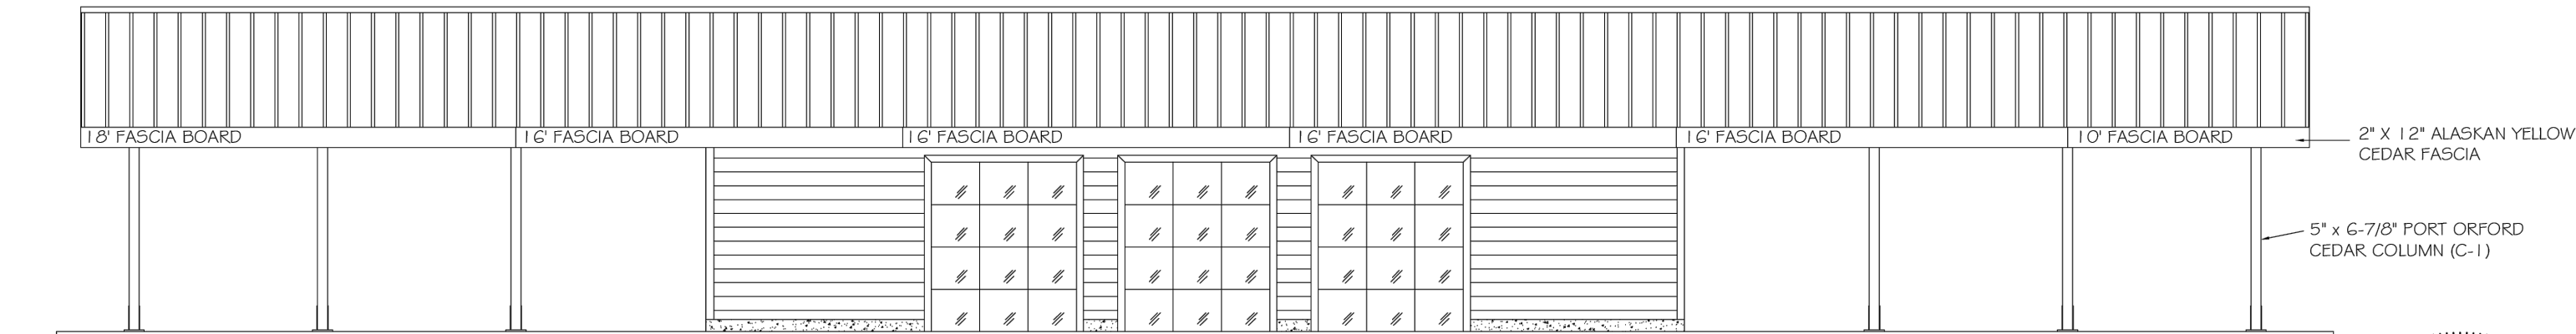 18' FASCIA BOARD
16' FASCIA BOARD
16' FASCIA BOARD
16' FASCIA BOARD
16' FASCIA BOARD
10' FASCIA BOARD
2" X 12" ALASKAN YELLOW
CEDAR FASCIA
5" x 6-7/8" PORT ORFORD
CEDAR COLUMN (C-1)